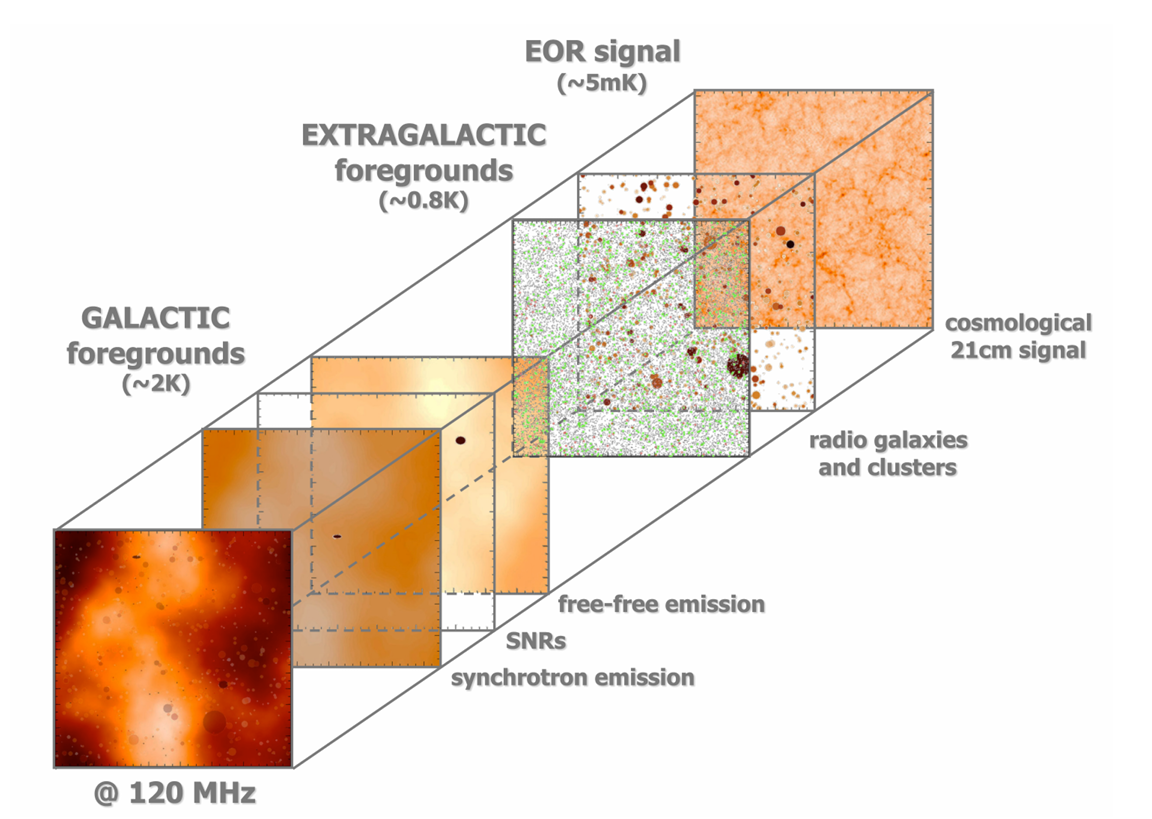 EOR signal
(~5mK)
EXTRAGALACTIC
foregrounds
(~0.8K)
GALACTIC
foregrounds
(~2K)
cosmological
21cm signal
radio galaxies
and clusters
free-free emission
SNRs
synchrotron emission
@ 120 MHz